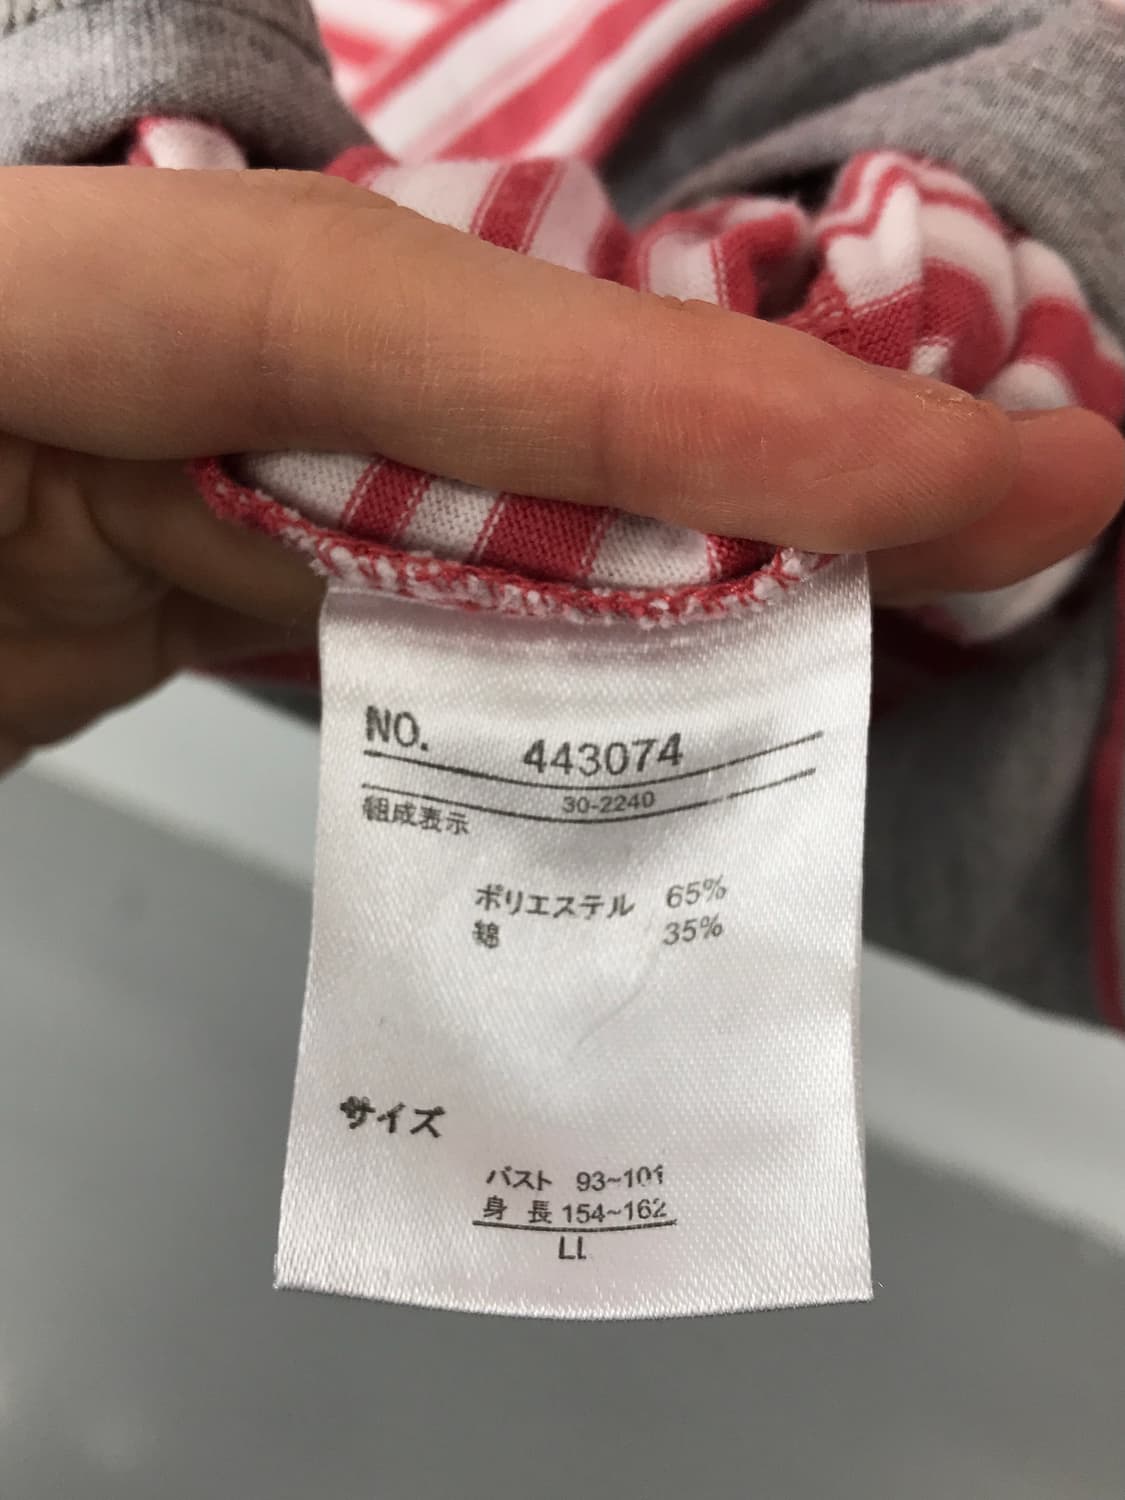 NO. 443074
30-2240
組成表示
ポリエステル 65%
綿 35%
サイズ
バスト 93~101
身 長 154~162
LL